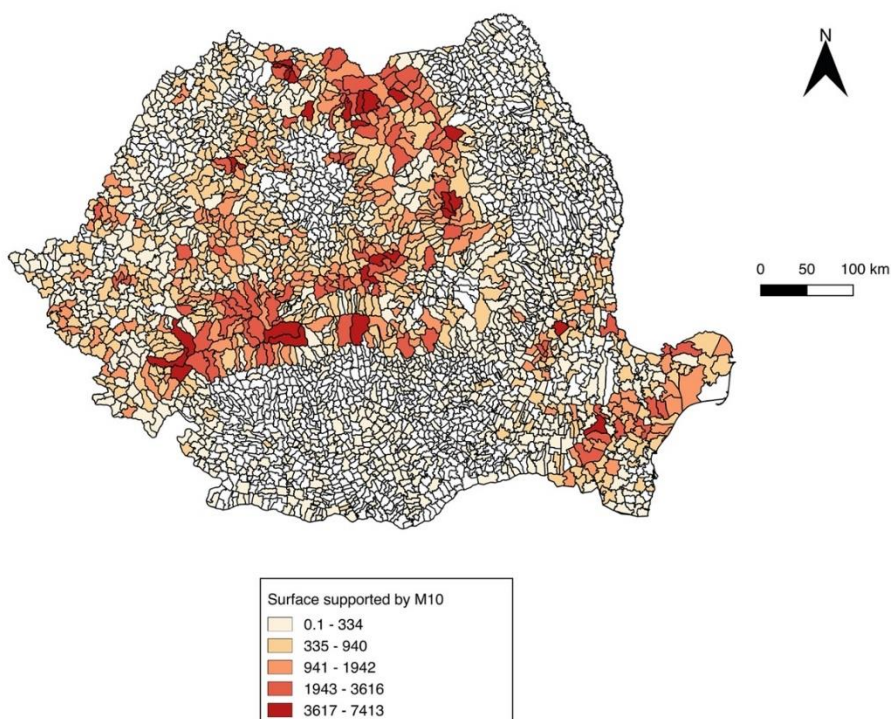 N
0 50 100 km
Surface supported by M10
0.1 - 334
335 - 940
941 - 1942
1943 - 3616
3617 - 7413